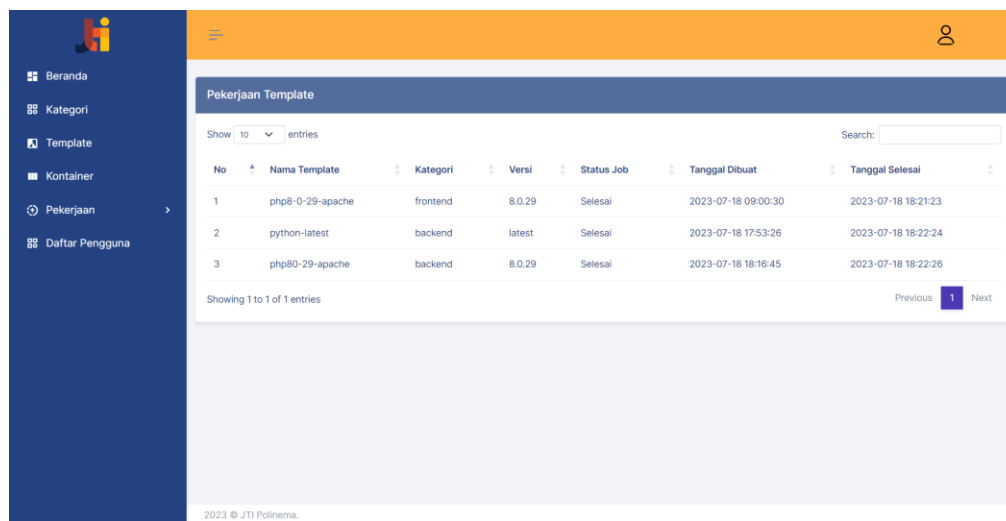 Jti
Beranda
Kategori
Template
Kontainer
Pekerjaan
Daftar Pengguna
Pekerjaan Template
Show 10 entries Search:
No Nama Template Kategori Versi Status Job Tanggal Dibuat Tanggal Selesai
1 php8-0-29-apache frontend 8.0.29 Selesai 2023-07-18 09:00:30 2023-07-18 18:21:23
2 python-latest backend latest Selesai 2023-07-18 17:53:26 2023-07-18 18:22:24
3 php80-29-apache backend 8.0.29 Selesai 2023-07-18 18:16:45 2023-07-18 18:22:26
Showing 1 to 1 of 1 entries Previous 1 Next
2023 © JTI Polinema.